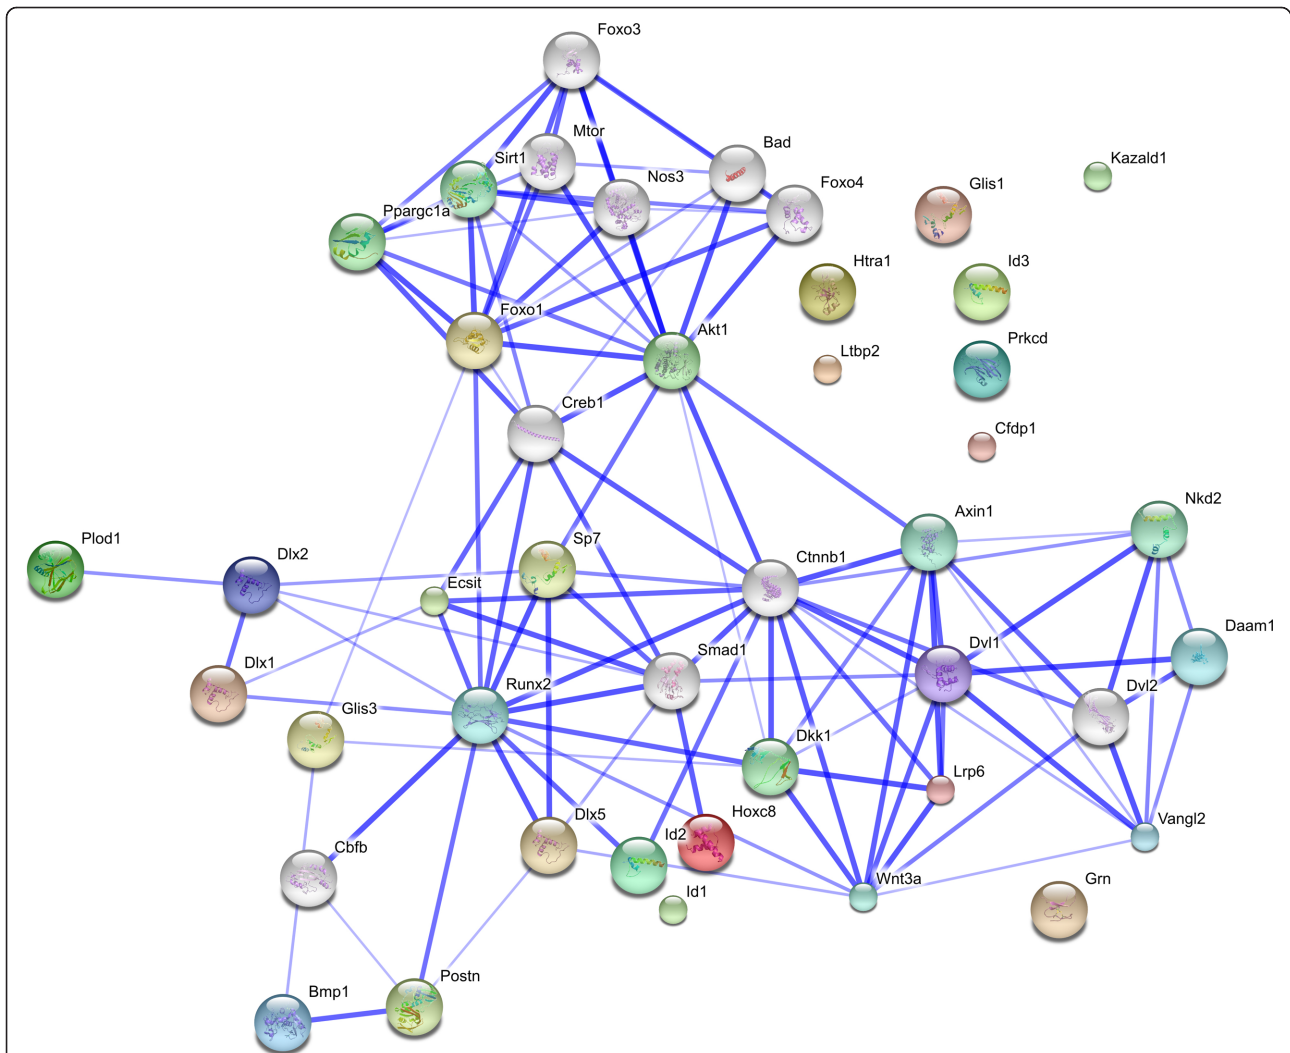 Foxo3
Mtor
Bad
Sirt1
Kazald1
Nos3
Foxo4
Glis1
Ppargc1a
Htra1
Id3
Foxo1
Akt1
Ltbp2
Prkcd
Creb1
Cfdp1
Nkd2
Axin1
Plod1
Dlx2
Sp7
Ctnnb1
Ecsit
Daam1
Dvl1
Smad1
Dlx1
Runx2
Dvl2
Glis3
Dkk1
Lrp6
Hoxc8
Vangl2
Dlx5
Id2
Cbfb
Wnt3a
Grn
Id1
Postn
Bmp1